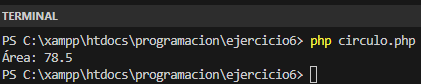 TERMINAL
PS C:\xampp\htdocs\programacion\ejercicio6> php circulo.php
Área: 78.5
PS C:\xampp\htdocs\programacion\ejercicio6>